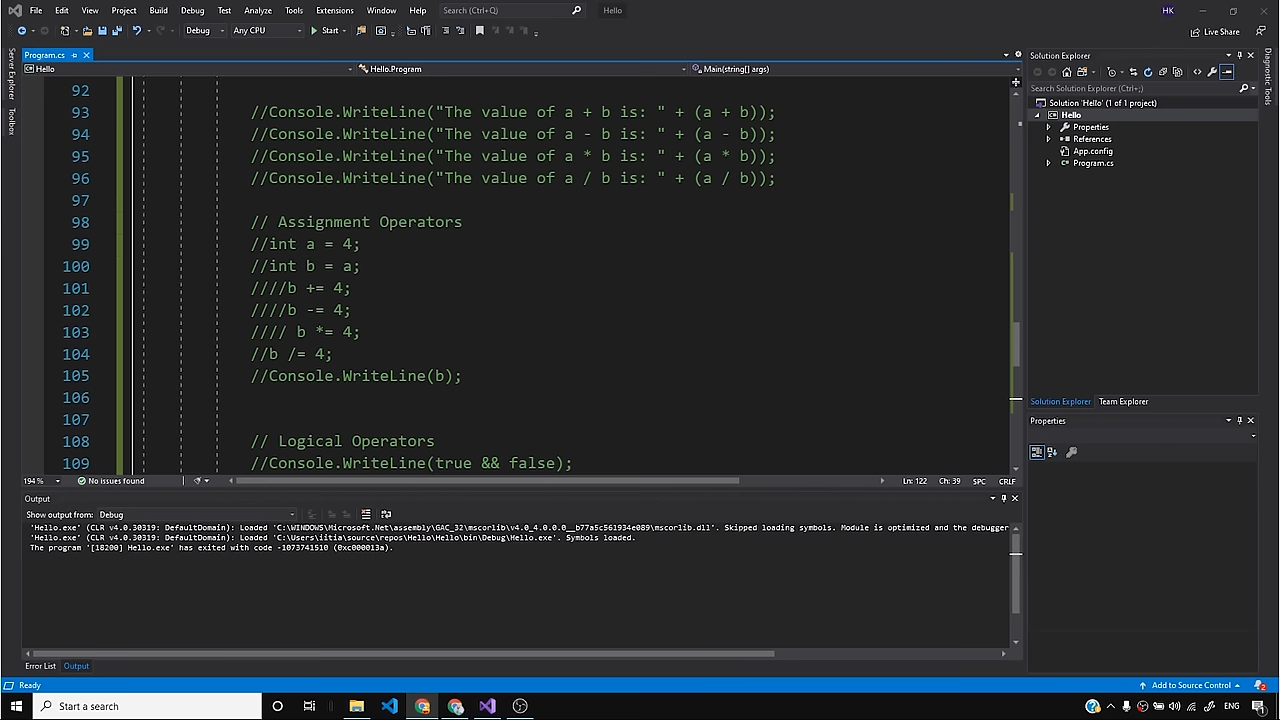 File Edit View Project Build Debug Test Analyze Tools Extensions Window Help Search (Ctrl+Q) Hello HK
Debug Any CPU Start Live Share
Server Explorer
Toolbox
Program.cs
Hello Hello.Program Main(string[] args)
92
93 //Console.WriteLine("The value of a + b is: " + (a + b));
94 //Console.WriteLine("The value of a - b is: " + (a - b));
95 //Console.WriteLine("The value of a * b is: " + (a * b));
96 //Console.WriteLine("The value of a / b is: " + (a / b));
97
98 // Assignment Operators
99 //int a = 4;
100 //int b = a;
101 ////b += 4;
102 ////b -= 4;
103 //// b *= 4;
104 //b /= 4;
105 //Console.WriteLine(b);
106
107
108 // Logical Operators
109 //Console.WriteLine(true && false);
194 % No issues found Ln: 122 Ch: 39 SPC CRLF
Output
Show output from: Debug
'Hello.exe' (CLR v4.0.30319: DefaultDomain): Loaded 'C:\WINDOWS\Microsoft.Net\assembly\GAC_32\mscorlib\v4.0_4.0.0.0__b77a5c561934e089\mscorlib.dll'. Skipped loading symbols. Module is optimized and the debugger
'Hello.exe' (CLR v4.0.30319: DefaultDomain): Loaded 'C:\Users\iitia\source\repos\Hello\Hello\bin\Debug\Hello.exe'. Symbols loaded.
The program '[18200] Hello.exe' has exited with code -1073741510 (0xc000013a).
Error List Output
Solution Explorer
Search Solution Explorer (Ctrl+;)
Solution 'Hello' (1 of 1 project)
Hello
Properties
References
App.config
Program.cs
Solution Explorer Team Explorer
Properties
Diagnostic Tools
Ready Add to Source Control 2
Start a search ENG